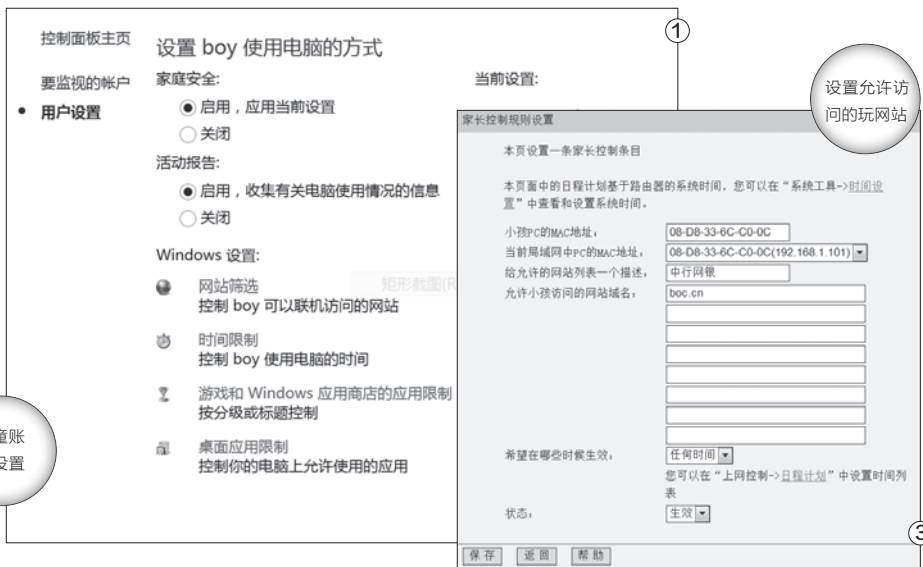 ①
控制面板主页
要监视的帐户
• 用户设置
设置 boy 使用电脑的方式
家庭安全:
启用，应用当前设置
关闭
活动报告:
启用，收集有关电脑使用情况的信息
关闭
Windows 设置:
网站筛选
控制 boy 可以联机访问的网站
时间限制
控制 boy 使用电脑的时间
游戏和 Windows 应用商店的应用限制
按分级或标题控制
桌面应用限制
控制你的电脑上允许使用的应用
当前设置:
矩形截图(R
童账
设置
设置允许访
问的玩网站
家长控制规则设置
本页设置一条家长控制条目
本页面中的日程计划基于路由器的系统时间，您可以在“系统工具->时间设
置”中查看和设置系统时间。
小孩PC的MAC地址: 08-D8-33-6C-C0-0C
当前局域网中PC的MAC地址: 08-D8-33-6C-C0-0C(192.168.1.101)
给允许的网站列表一个描述: 中行网银
允许小孩访问的网站域名: boc.cn
希望在哪些时候生效: 任何时间
您可以在“上网控制->日程计划”中设置时间列
表
状态: 生效
保存 返回 帮助
③